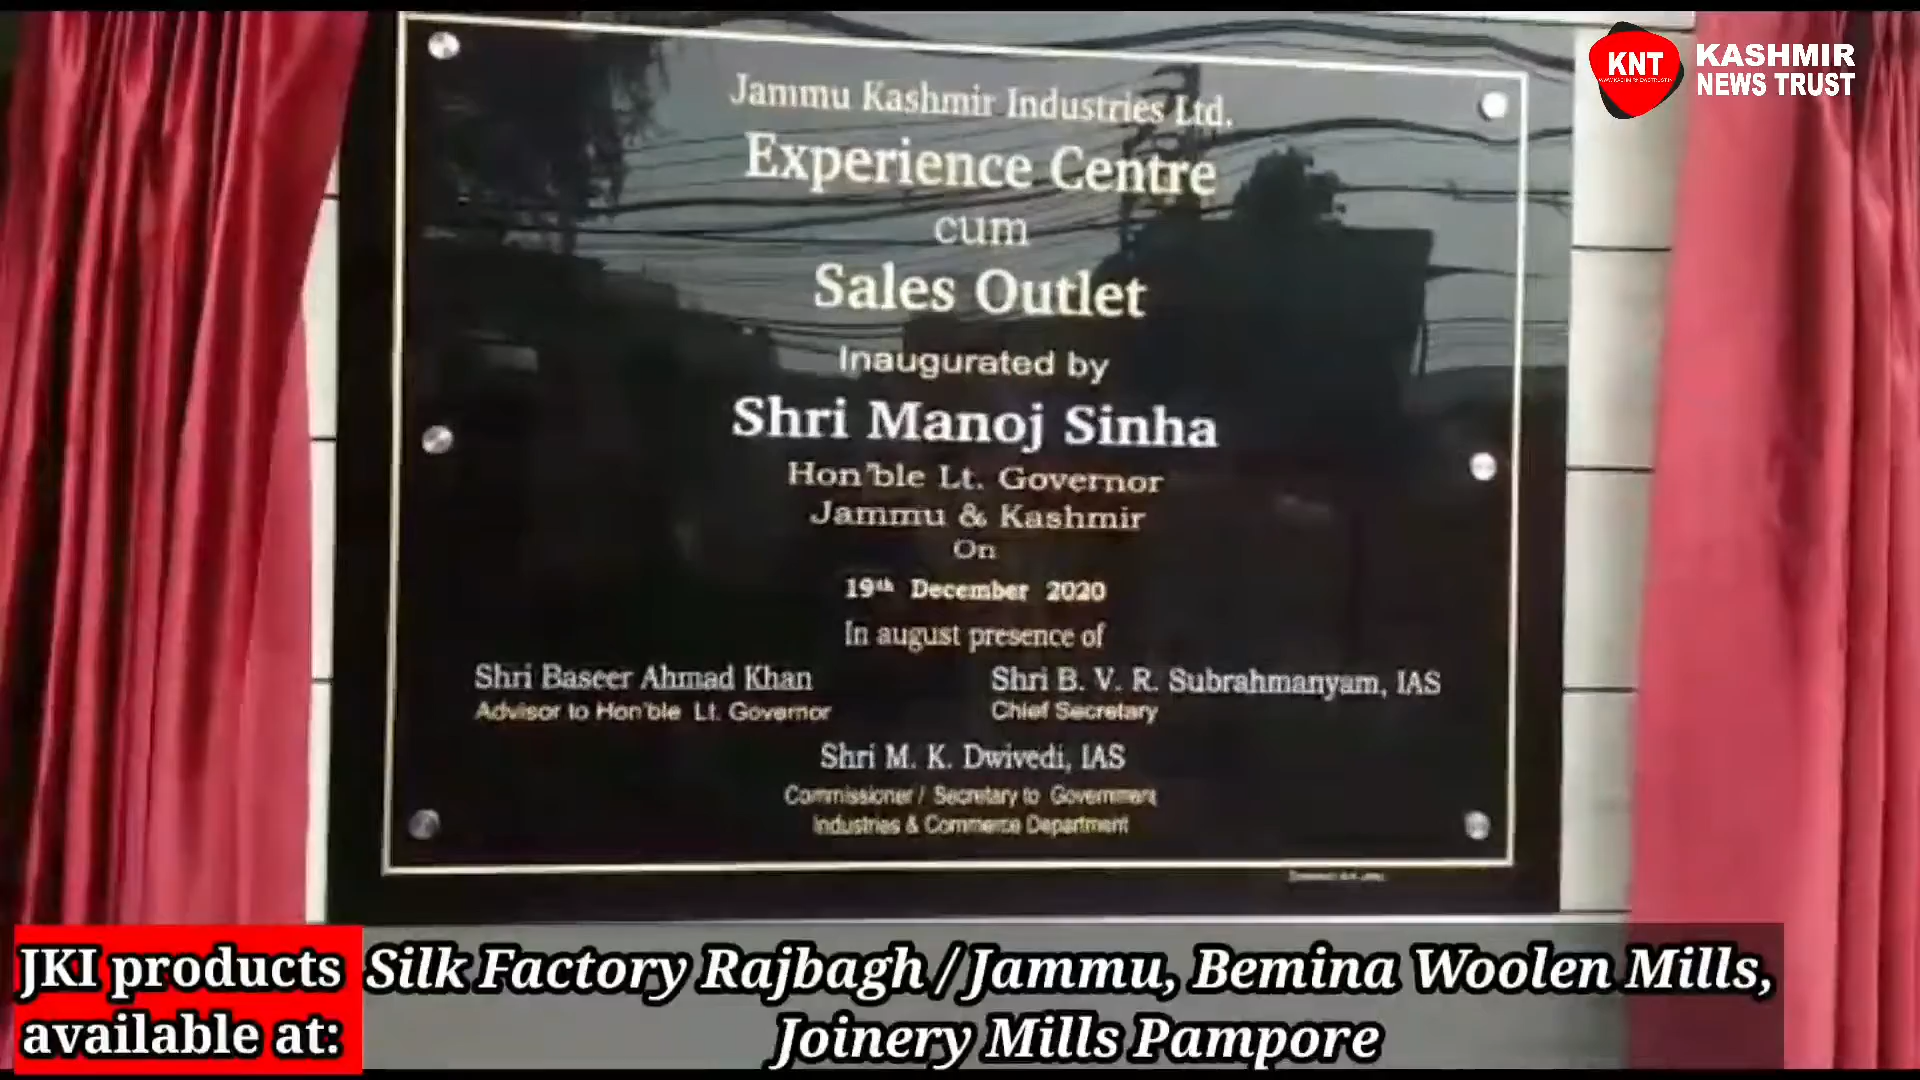 KNT
KASHMIR
NEWS TRUST
Jammu Kashmir Industries Ltd.
Experience Centre
cum
Sales Outlet
Inaugurated by
Shri Manoj Sinha
Hon'ble Lt. Governor
Jammu & Kashmir
On
19th December 2020
In august presence of
Shri Baseer Ahmad Khan
Advisor to Hon'ble Lt. Governor
Shri B. V. R. Subrahmanyam, IAS
Chief Secretary
Shri M. K. Dwivedi, IAS
Commissioner / Secretary to Government
Industries & Commerce Department
JKI products
available at:
Silk Factory Rajbagh / Jammu, Bemina Woolen Mills,
Joinery Mills Pampore